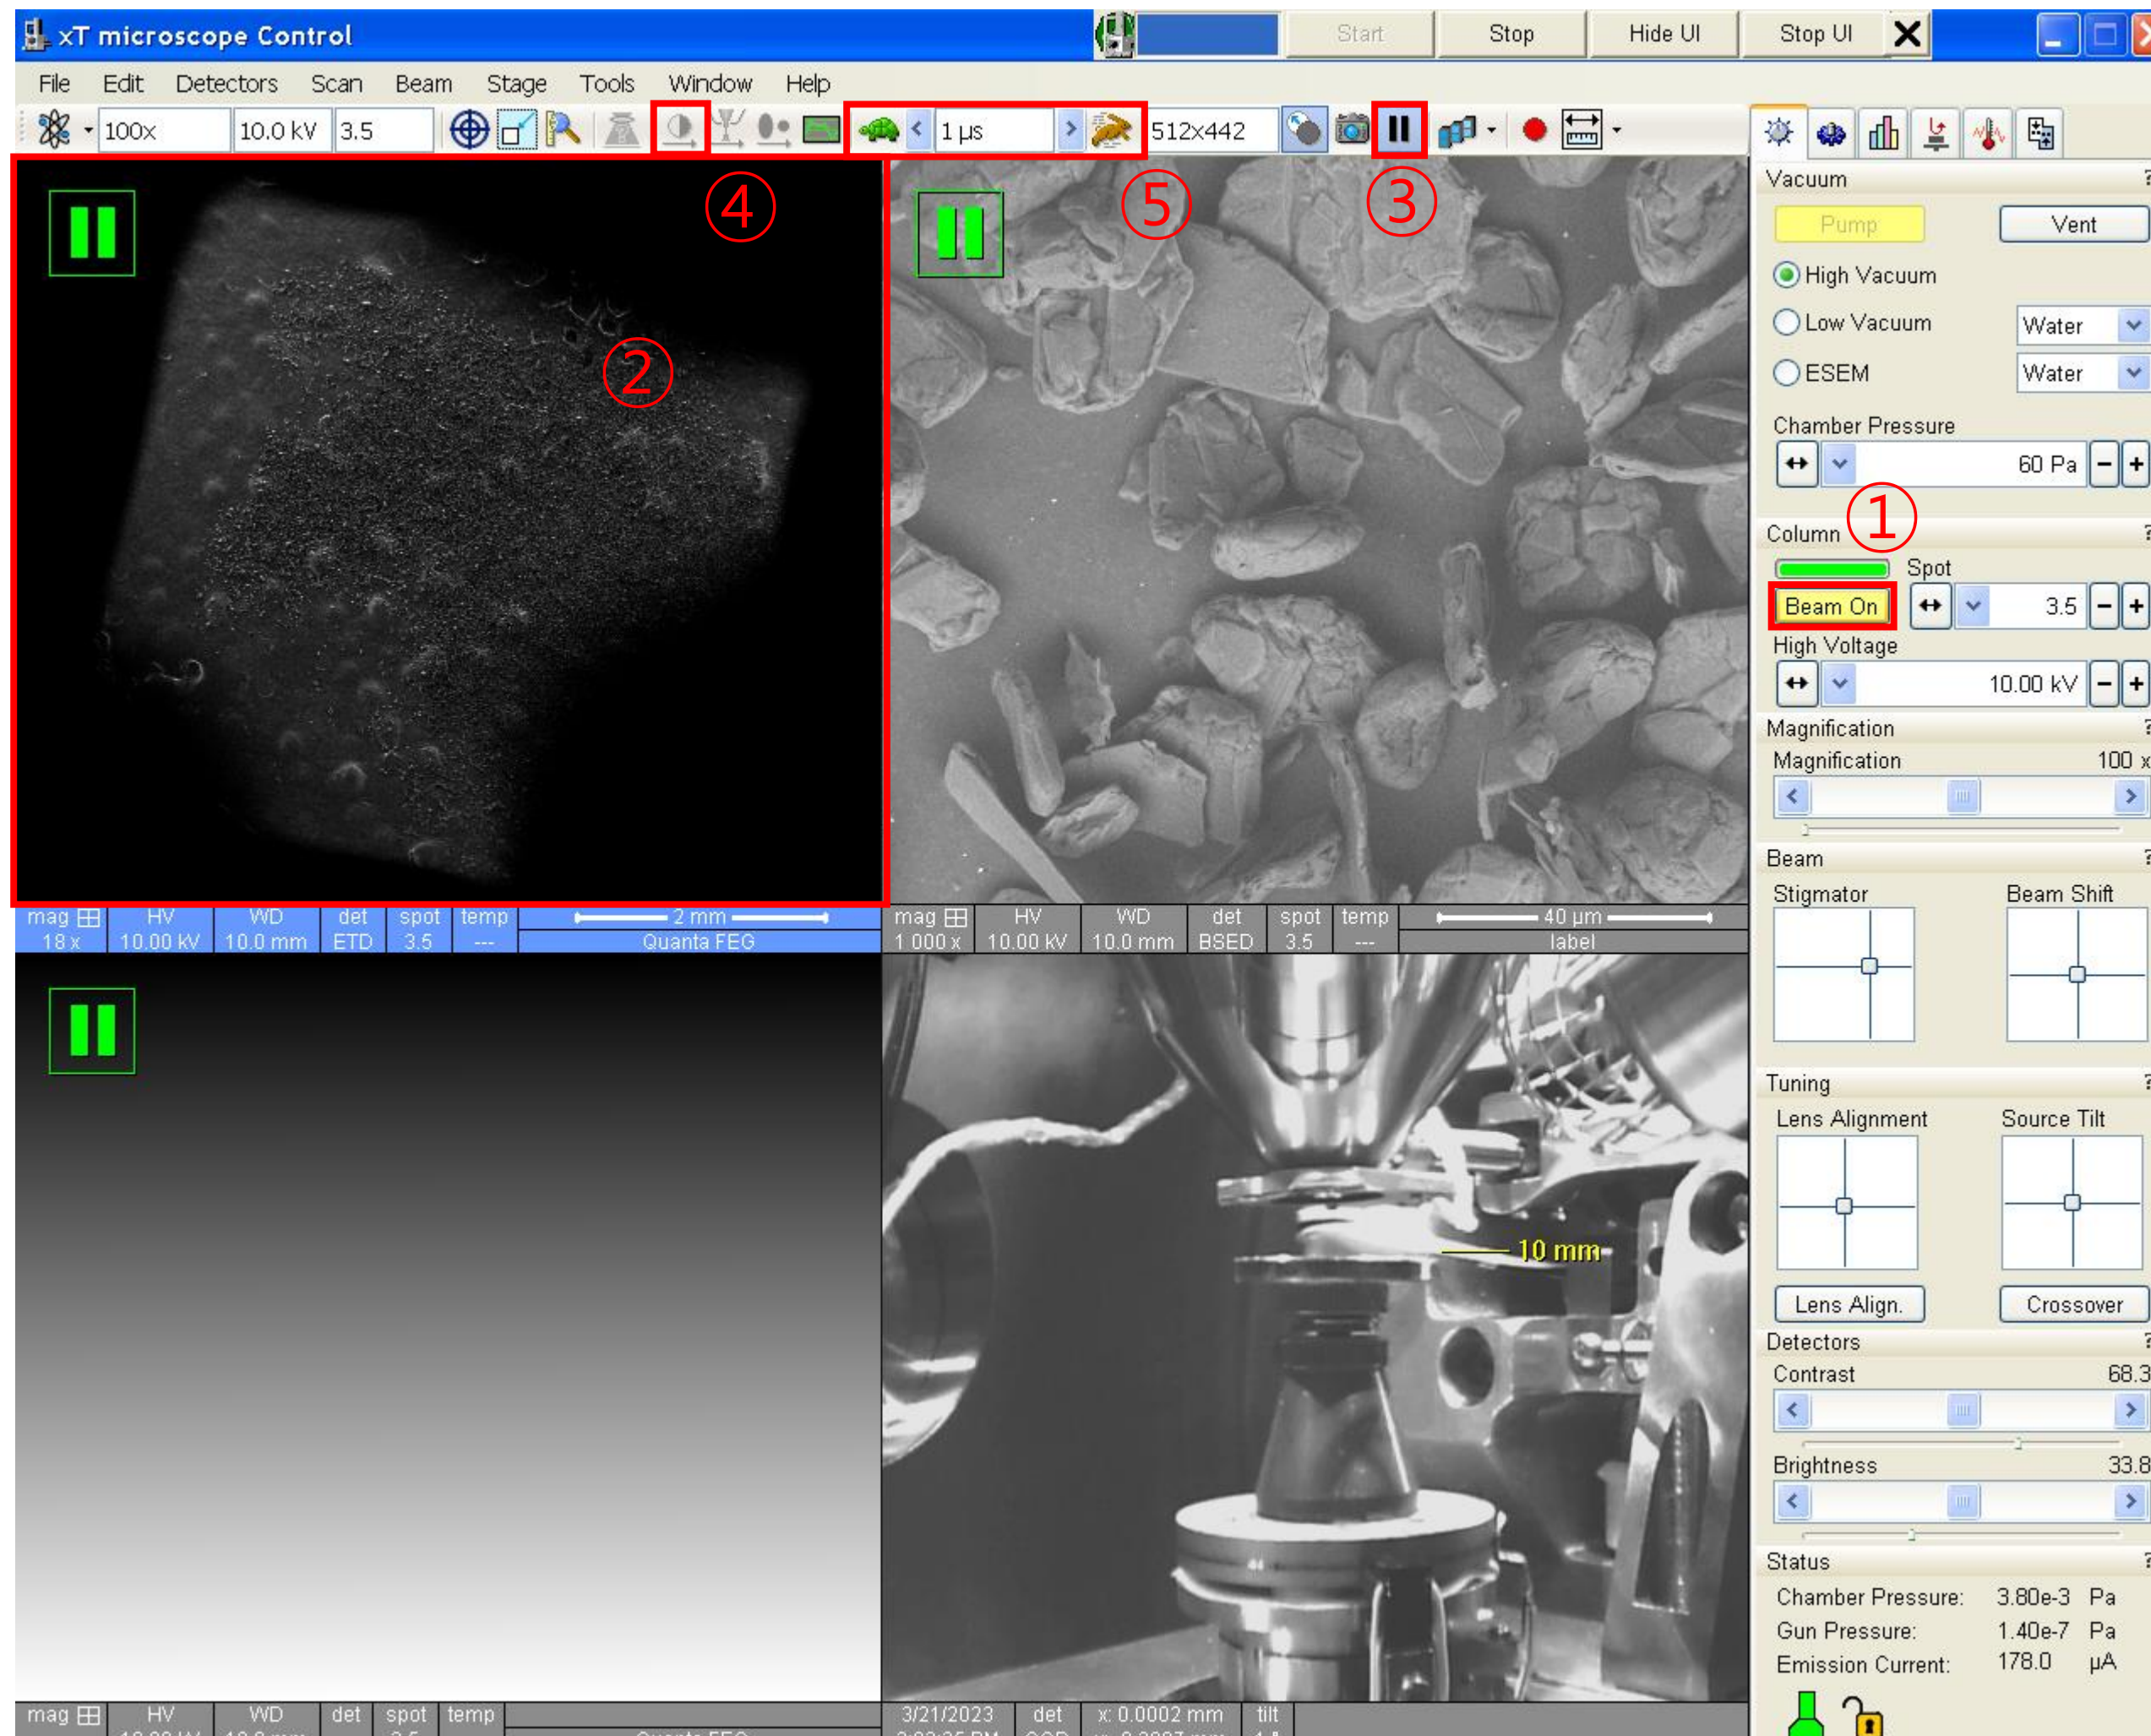 xT microscope Control
Start
Stop
Hide UI
Stop UI
File Edit Detectors Scan Beam Stage Tools Window Help
100x 10.0 kV 3.5 1 µs 512x442
④
⑤
③
②
mag HV WD det spot temp 2 mm
18 x 10.00 kV 10.0 mm ETD 3.5 --- Quanta FEG
mag HV WD det spot temp 40 µm
1 000 x 10.00 kV 10.0 mm BSED 3.5 --- label
10 mm
mag HV WD det spot temp
3/21/2023 det x: 0.0002 mm tilt
Vacuum ?
Pump Vent
High Vacuum
Low Vacuum Water
ESEM Water
Chamber Pressure
60 Pa - +
①
Column ?
Spot
Beam On 3.5 - +
High Voltage
10.00 kV - +
Magnification ?
Magnification 100 x
Beam ?
Stigmator Beam Shift
Tuning ?
Lens Alignment Source Tilt
Lens Align. Crossover
Detectors ?
Contrast 68.3
Brightness 33.8
Status ?
Chamber Pressure: 3.80e-3 Pa
Gun Pressure: 1.40e-7 Pa
Emission Current: 178.0 µA